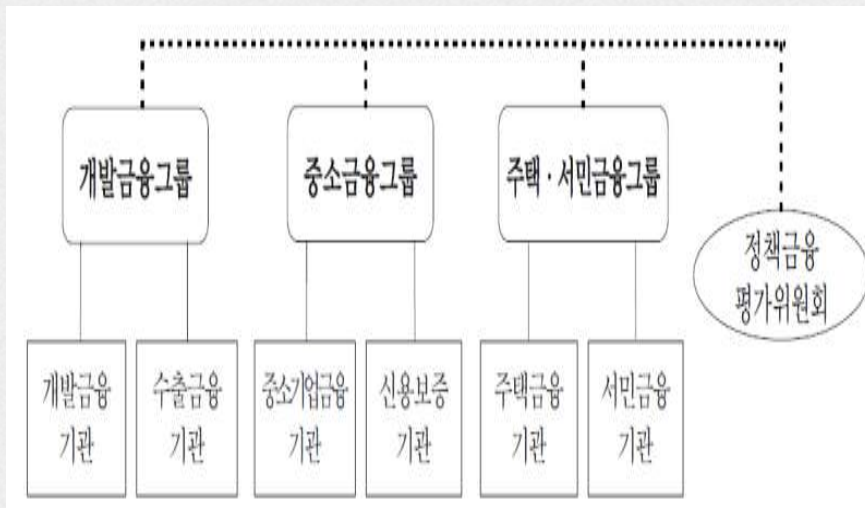 개발금융그룹
중소금융그룹
주택·서민금융그룹
정책금융
평가위원회
개발금융
기관
수출금융
기관
중소기업금융
기관
신용보증
기관
주택금융
기관
서민금융
기관